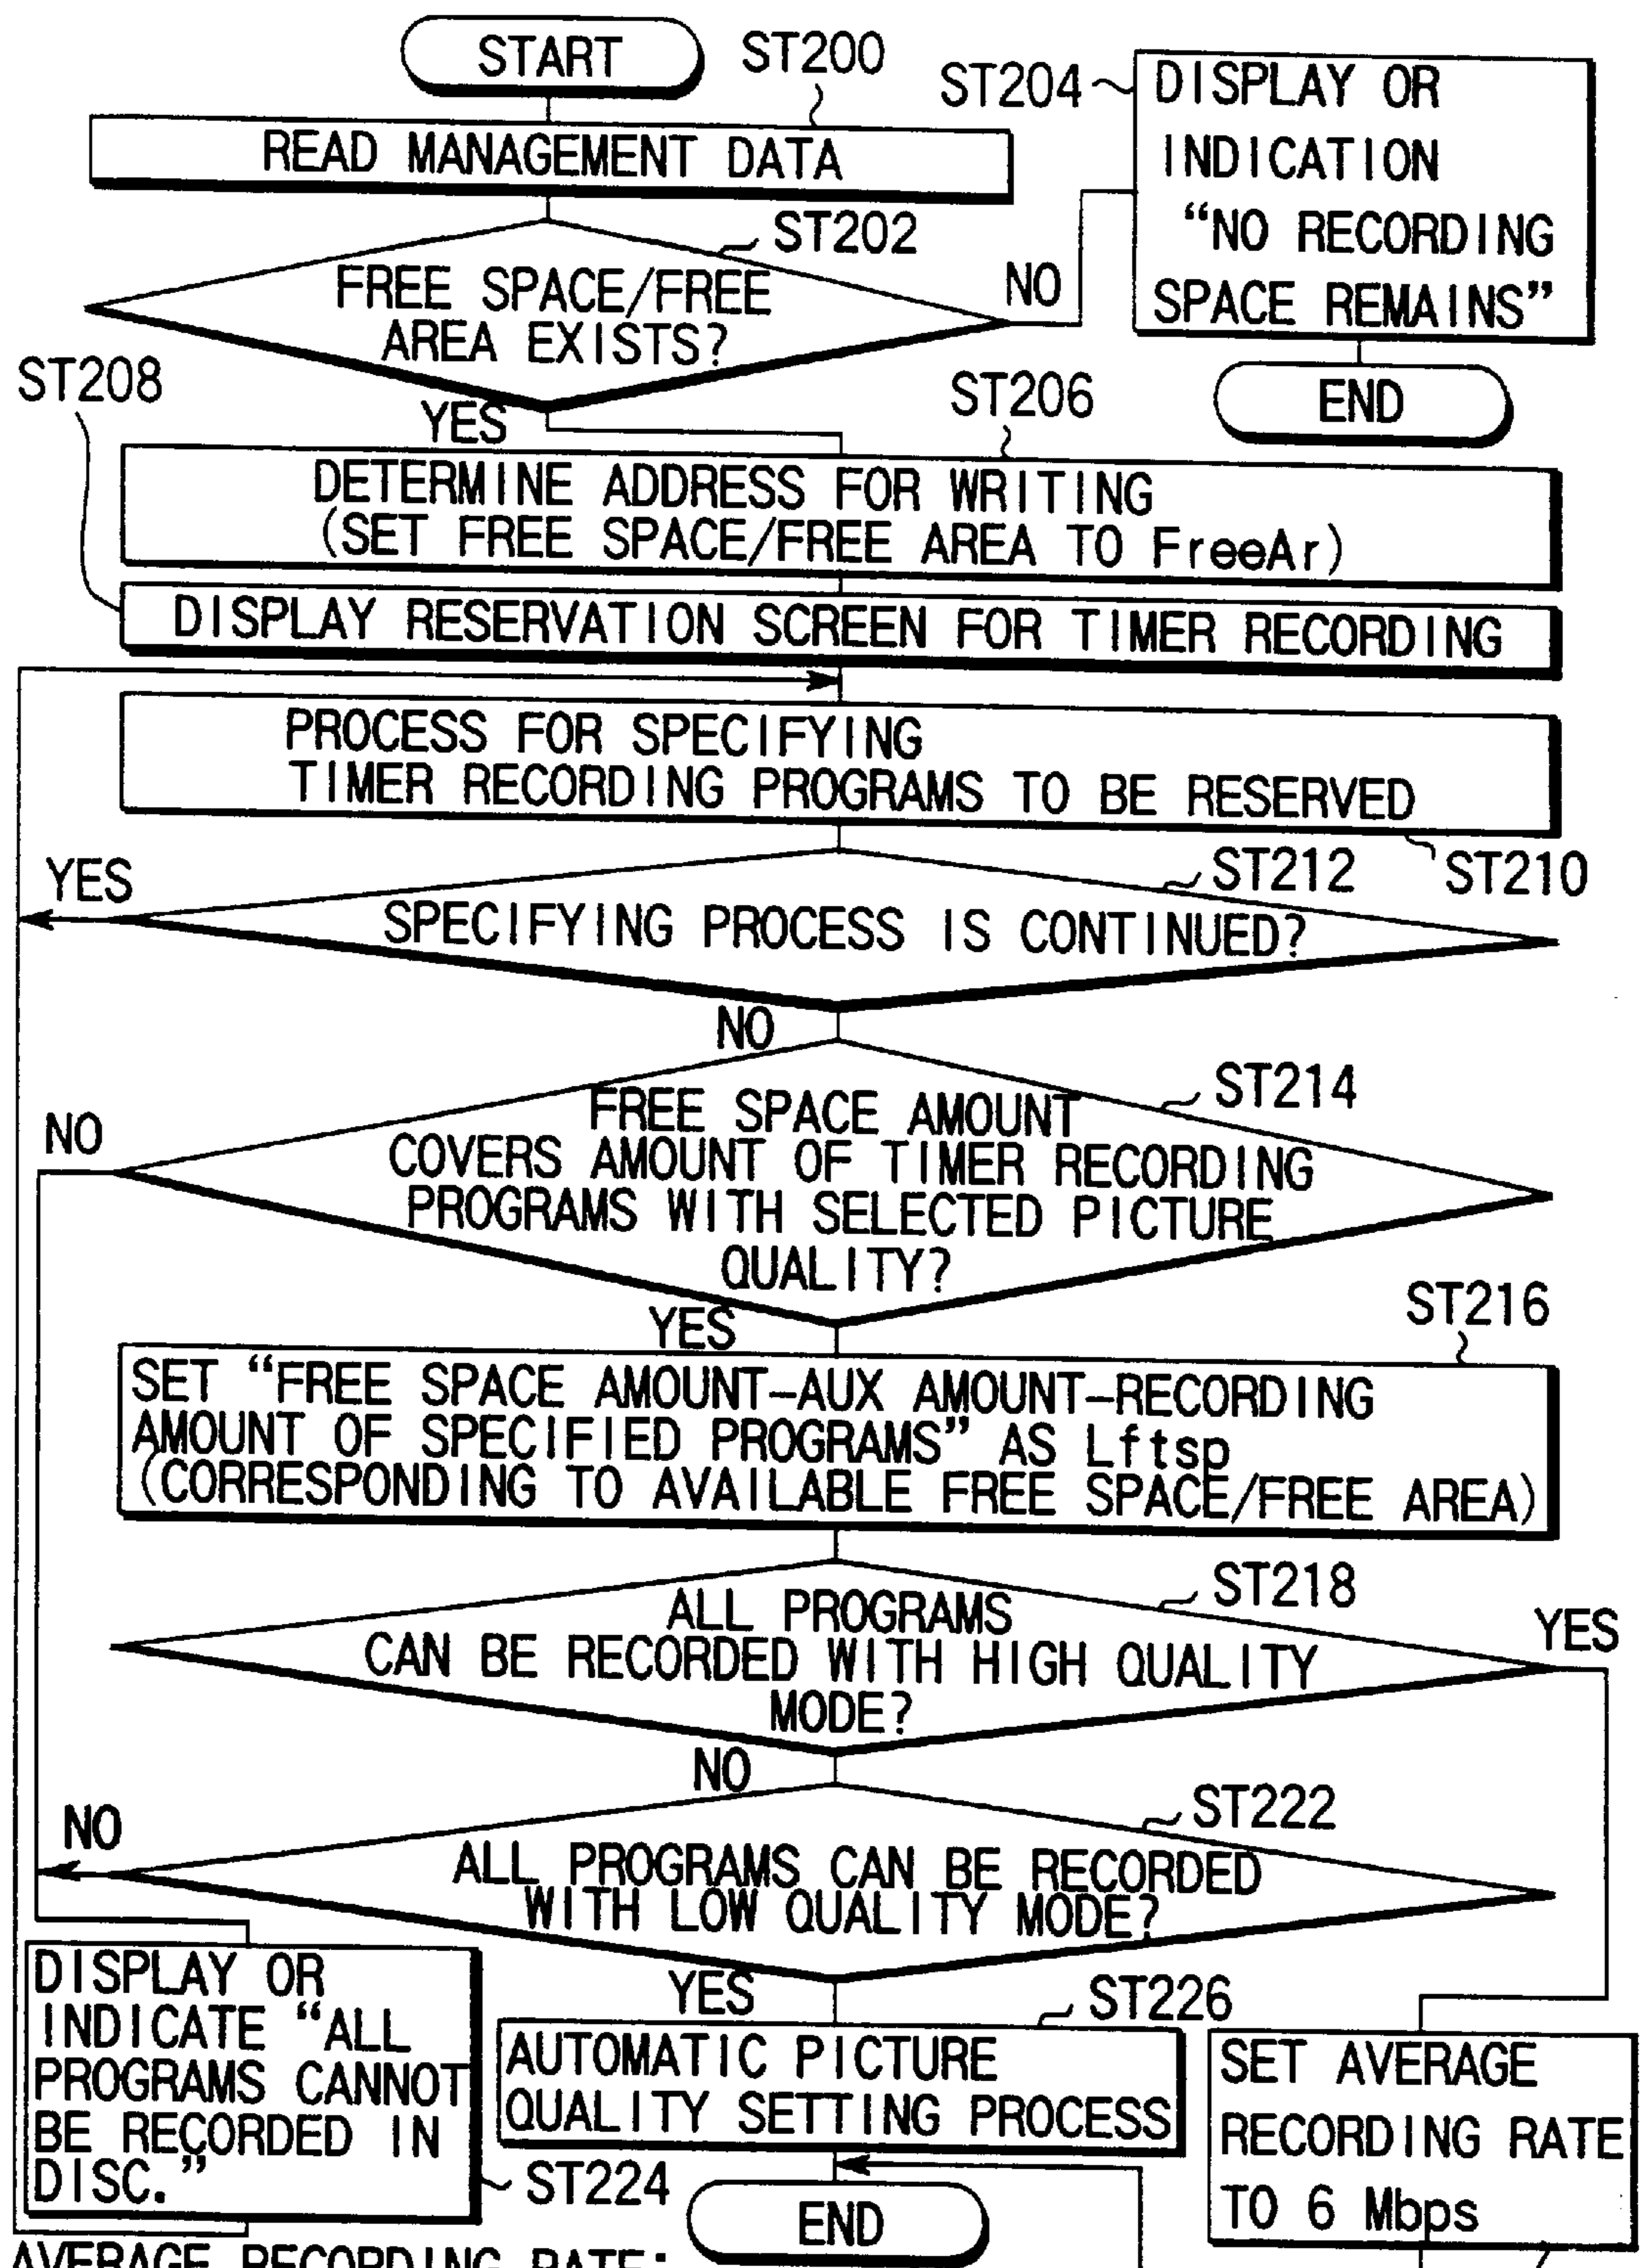 START
ST200
READ MANAGEMENT DATA
ST202
FREE SPACE/FREE
AREA EXISTS?
NO
ST204
DISPLAY OR
INDICATION
“NO RECORDING
SPACE REMAINS”
END
YES
ST206
DETERMINE ADDRESS FOR WRITING
(SET FREE SPACE/FREE AREA TO FreeAr)
ST208
DISPLAY RESERVATION SCREEN FOR TIMER RECORDING
PROCESS FOR SPECIFYING
TIMER RECORDING PROGRAMS TO BE RESERVED
ST210
ST212
YES
SPECIFYING PROCESS IS CONTINUED?
NO
ST214
NO
FREE SPACE AMOUNT
COVERS AMOUNT OF TIMER RECORDING
PROGRAMS WITH SELECTED PICTURE
QUALITY?
YES
ST216
SET “FREE SPACE AMOUNT-AUX AMOUNT-RECORDING
AMOUNT OF SPECIFIED PROGRAMS” AS Lftsp
(CORRESPONDING TO AVAILABLE FREE SPACE/FREE AREA)
ST218
ALL PROGRAMS
CAN BE RECORDED WITH HIGH QUALITY
MODE?
YES
NO
ST222
NO
ALL PROGRAMS CAN BE RECORDED
WITH LOW QUALITY MODE?
YES
DISPLAY OR
INDICATE “ALL
PROGRAMS CANNOT
BE RECORDED IN
DISC.”
ST224
ST226
AUTOMATIC PICTURE
QUALITY SETTING PROCESS
END
SET AVERAGE
RECORDING RATE
TO 6 Mbps
AVERAGE RECORDING RATE: